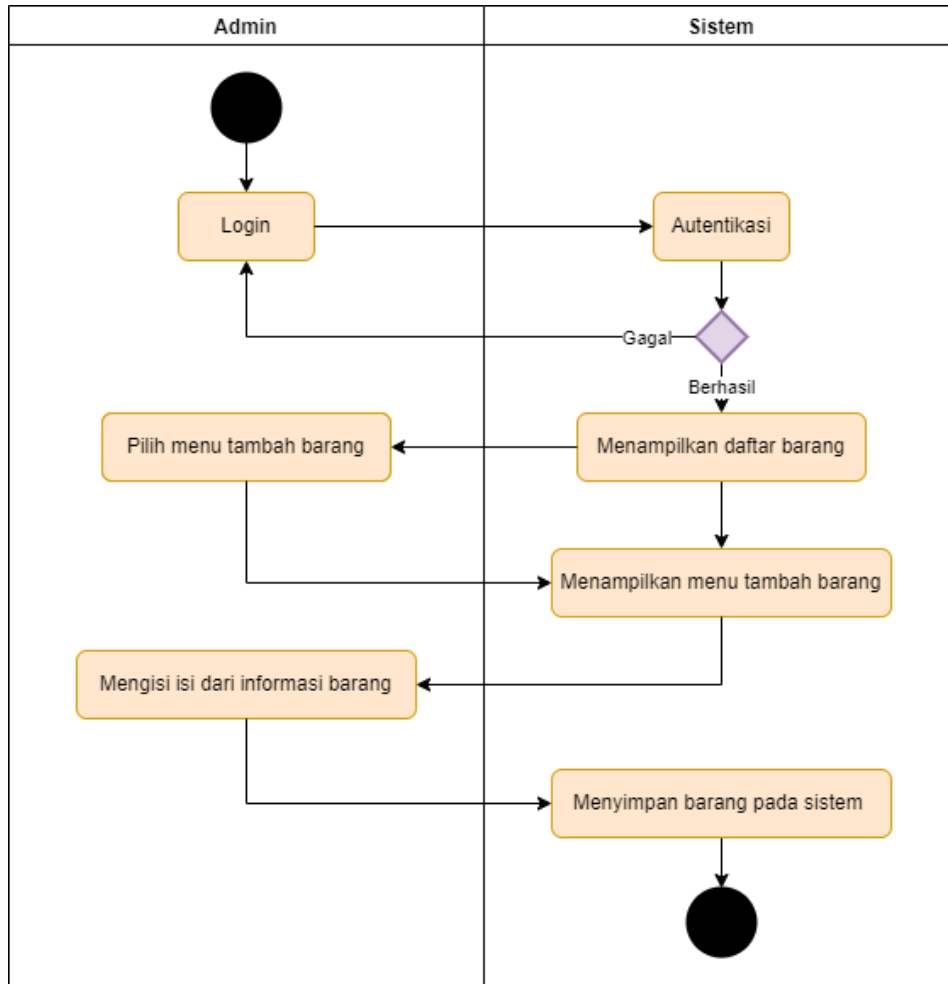 Admin
Sistem
Login
Autentikasi
Gagal
Berhasil
Pilih menu tambah barang
Menampilkan daftar barang
Menampilkan menu tambah barang
Mengisi isi dari informasi barang
Menyimpan barang pada sistem